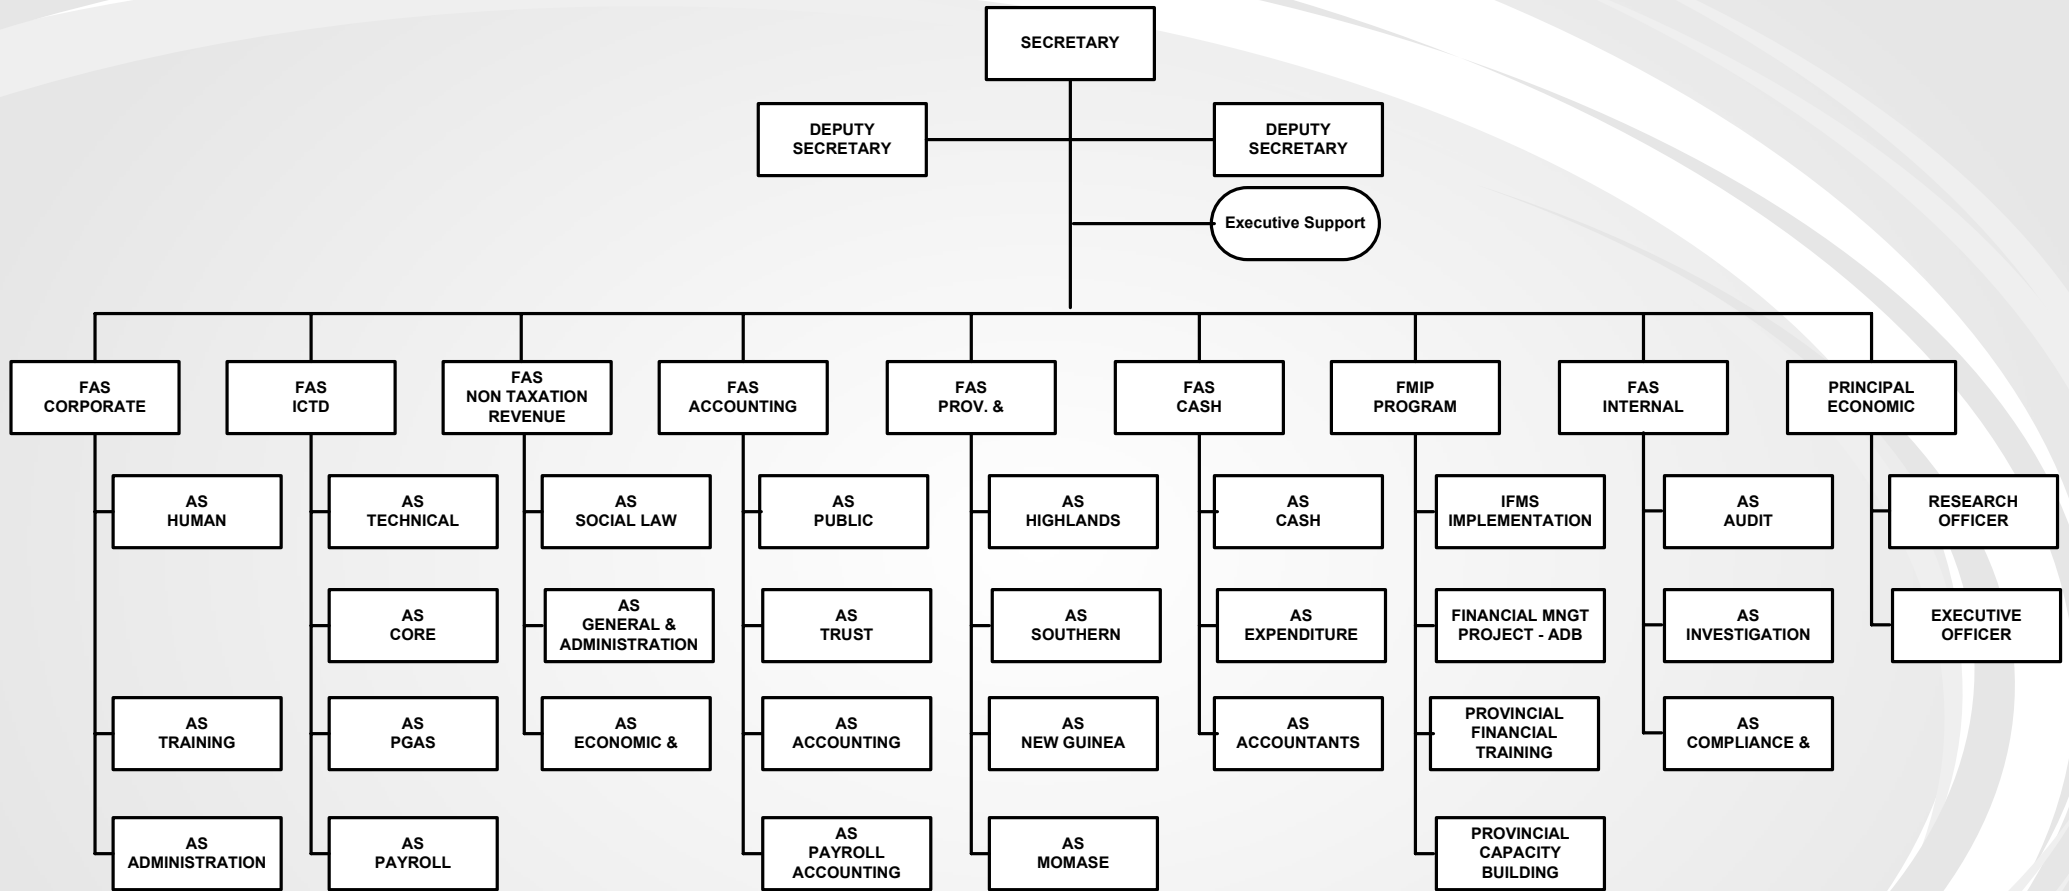 SECRETARY
DEPUTY
SECRETARY
DEPUTY
SECRETARY
Executive Support
FAS
CORPORATE
FAS
ICTD
FAS
NON TAXATION
REVENUE
FAS
ACCOUNTING
FAS
PROV. &
FAS
CASH
FMIP
PROGRAM
FAS
INTERNAL
PRINCIPAL
ECONOMIC
AS
HUMAN
AS
TECHNICAL
AS
SOCIAL LAW
AS
PUBLIC
AS
HIGHLANDS
AS
CASH
IFMS
IMPLEMENTATION
AS
AUDIT
RESEARCH
OFFICER
AS
CORE
AS
GENERAL &
ADMINISTRATION
AS
TRUST
AS
SOUTHERN
AS
EXPENDITURE
FINANCIAL MNGT
PROJECT - ADB
AS
INVESTIGATION
EXECUTIVE
OFFICER
AS
TRAINING
AS
PGAS
AS
ECONOMIC &
AS
ACCOUNTING
AS
NEW GUINEA
AS
ACCOUNTANTS
PROVINCIAL
FINANCIAL
TRAINING
AS
COMPLIANCE &
AS
ADMINISTRATION
AS
PAYROLL
AS
PAYROLL
ACCOUNTING
AS
MOMASE
PROVINCIAL
CAPACITY
BUILDING